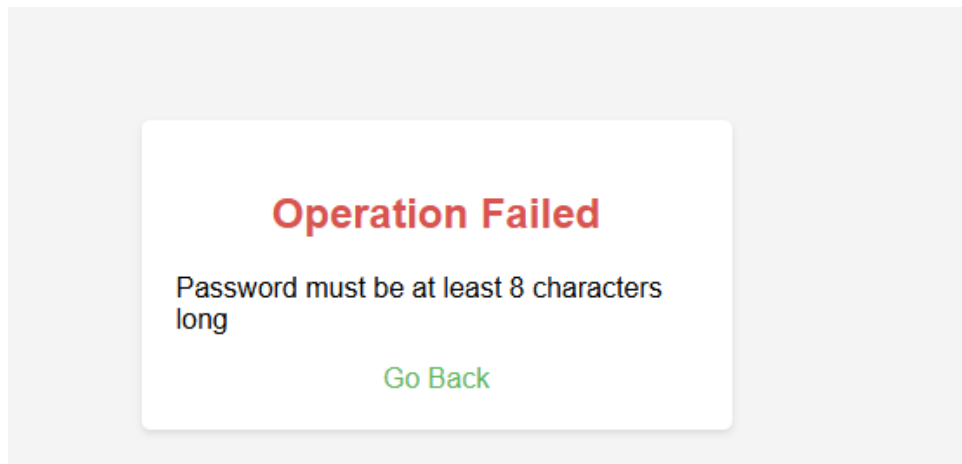 Operation Failed
Password must be at least 8 characters
long
Go Back